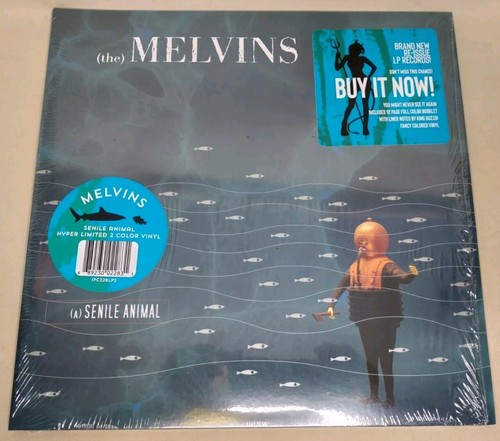 (the) MELVINS
BRAND NEW
RE-ISSUE
LP RECORDS!
DON'T MISS THIS CHANCE!
BUY IT NOW!
YOU MIGHT NEVER SEE IT AGAIN
INCLUDES 12 PAGE FULL COLOR BOOKLET
WITH LINER NOTES BY KING BUZZO!
FANCY COLORED VINYL
MELVINS
SENILE ANIMAL
HYPER LIMITED 2 COLOR VINYL
IPC228LP2
(A) SENILE ANIMAL